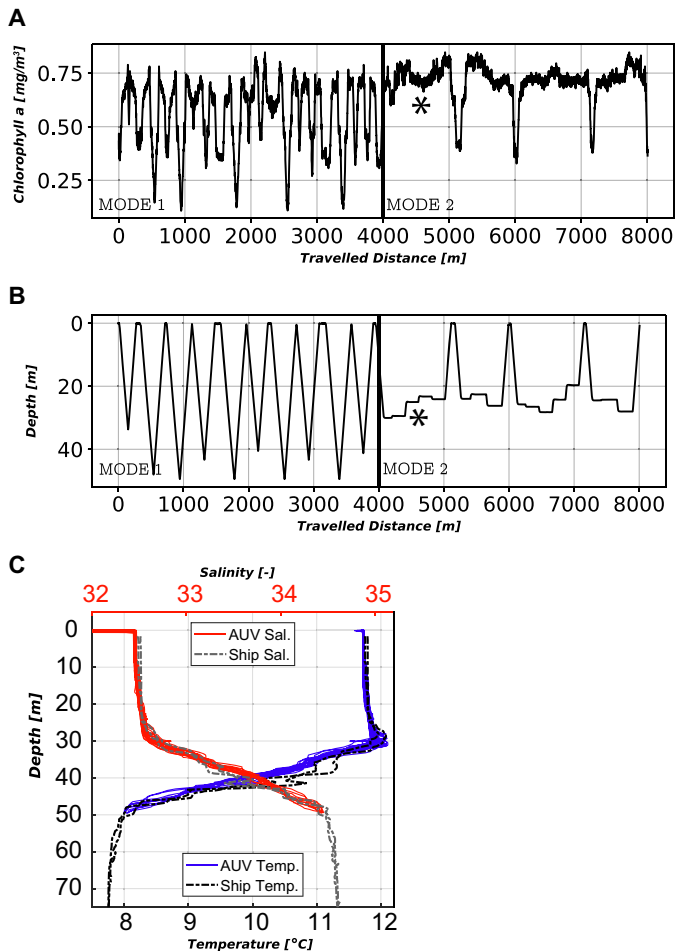 A
Chlorophyll a [mg/m³]
0.75
0.50
0.25
MODE 1
MODE 2
*
0 1000 2000 3000 4000 5000 6000 7000 8000
Travelled Distance [m]
B
Depth [m]
0
20
40
MODE 1
MODE 2
*
0 1000 2000 3000 4000 5000 6000 7000 8000
Travelled Distance [m]
C
Salinity [-]
32 33 34 35
Depth [m]
0
10
20
30
40
50
60
70
AUV Sal.
Ship Sal.
AUV Temp.
Ship Temp.
8 9 10 11 12
Temperature [°C]